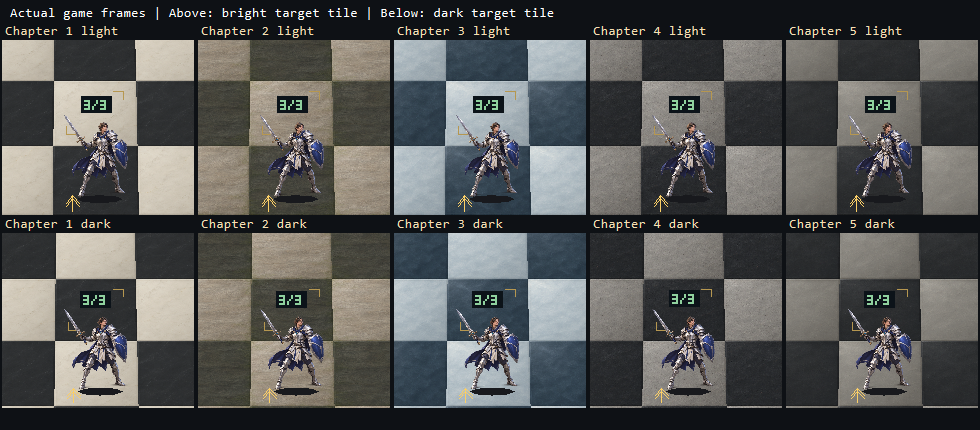 Actual game frames | Above: bright target tile | Below: dark target tile
Chapter 1 light
Chapter 2 light
Chapter 3 light
Chapter 4 light
Chapter 5 light
3/3
3/3
3/3
3/3
3/3
Chapter 1 dark
Chapter 2 dark
Chapter 3 dark
Chapter 4 dark
Chapter 5 dark
3/3
3/3
3/3
3/3
3/3